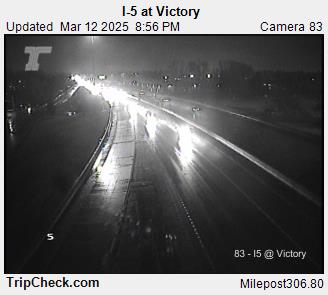 I-5 at Victory
Updated Mar 12 2025 8:56 PM Camera 83
T
S
83 - I5 @ Victory
TripCheck.com Milepost306.80